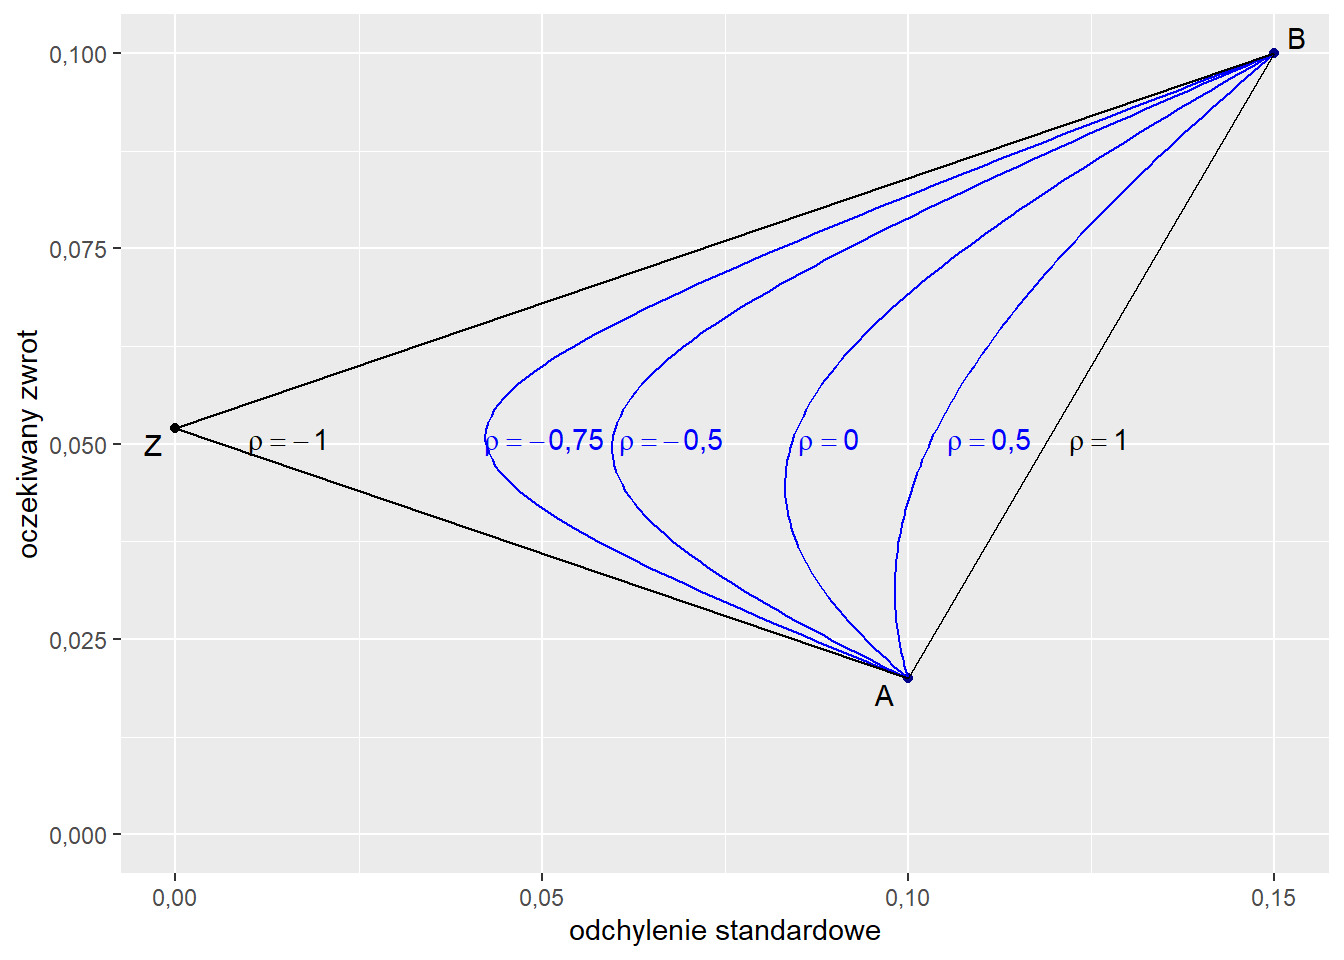 B
0,100
0,075
oczekiwany zwrot
0,050
Z
ρ = −1
ρ = −0,75
ρ = −0,5
ρ = 0
ρ = 0,5
ρ = 1
0,025
A
0,000
0,00 0,05 0,10 0,15
odchylenie standardowe